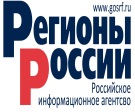 www.gosrf.ru
Регионы
России
Российское
информационное агентство